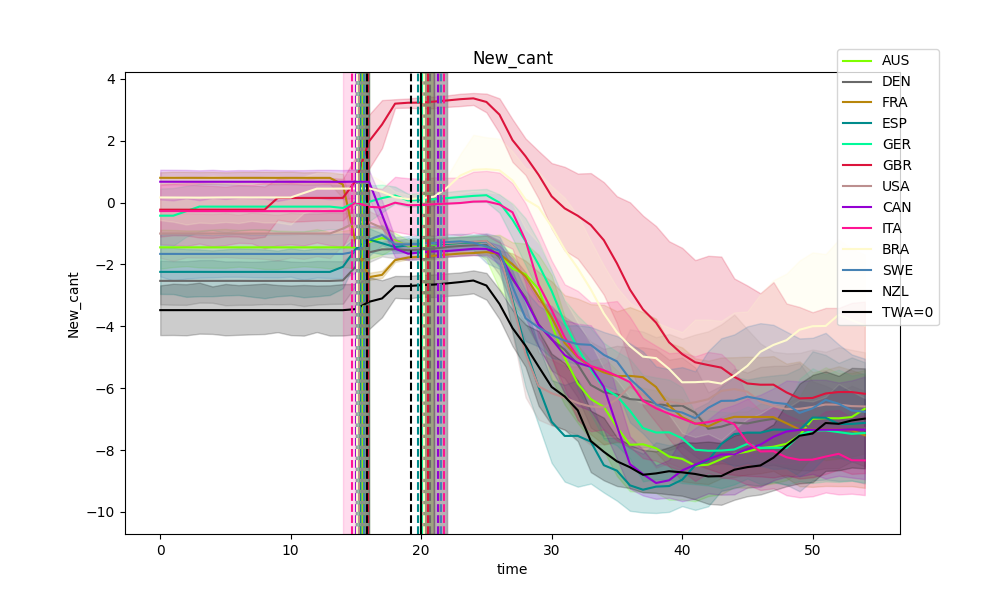 New_cant
AUS
DEN
FRA
ESP
GER
GBR
USA
CAN
ITA
BRA
SWE
NZL
TWA=0
New_cant
4
2
0
−2
−4
−6
−8
−10
0 10 20 30 40 50
time